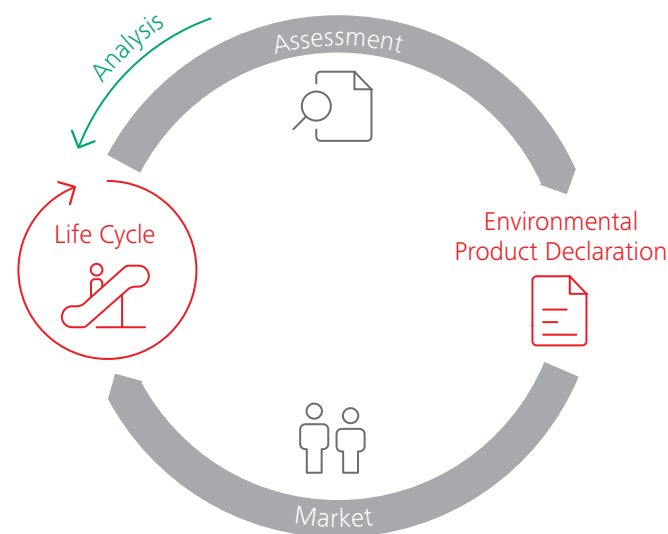 Analysis
Assessment
Life Cycle
Environmental
Product Declaration
Market